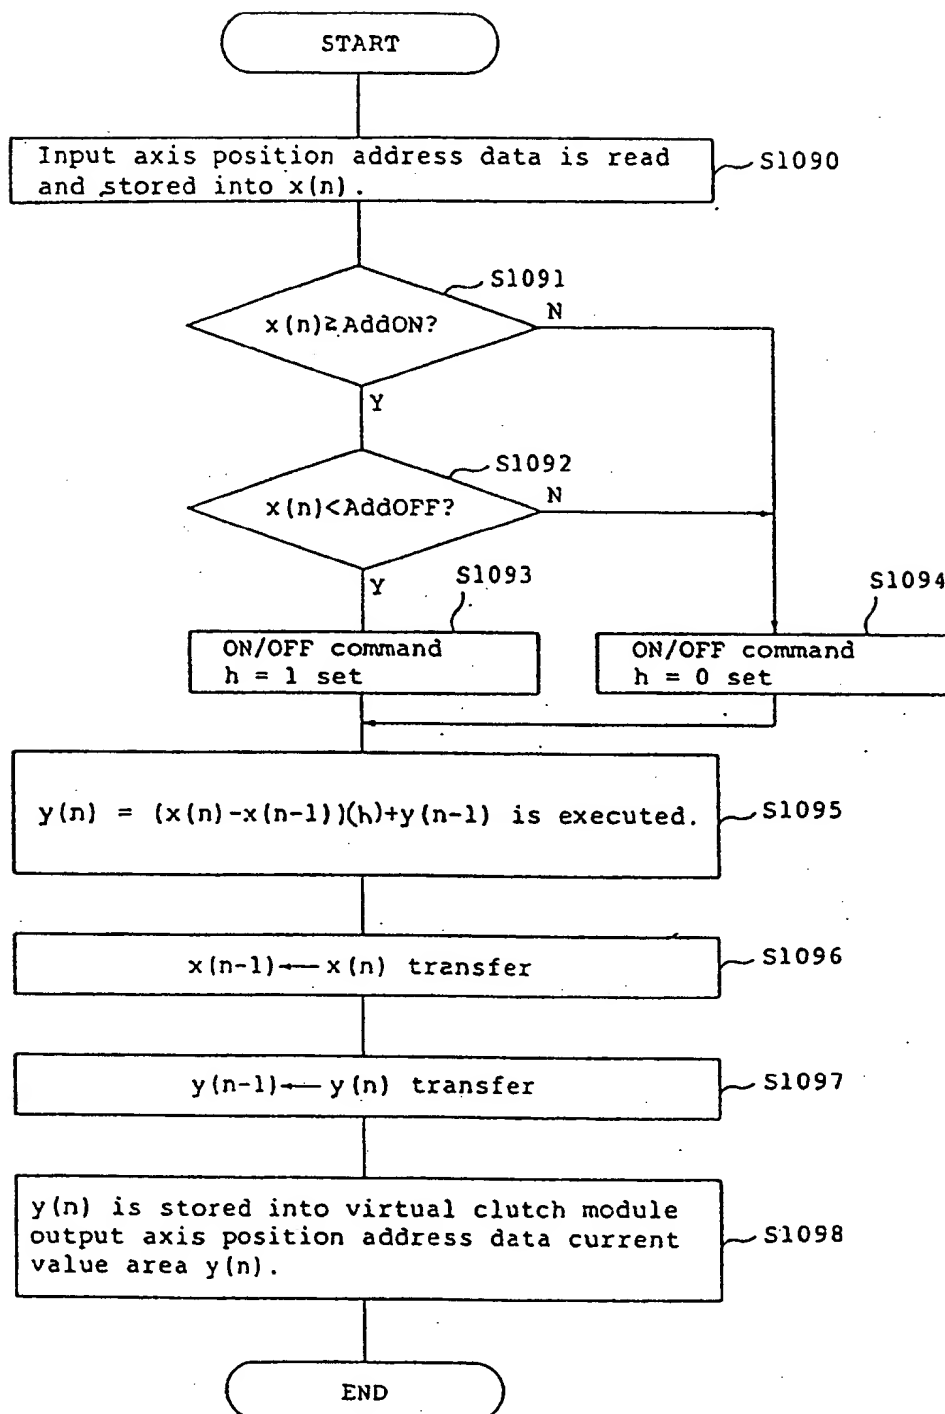 START
Input axis position address data is read
and stored into x(n).
S1090
S1091
x(n)≥AddON?
N
Y
S1092
x(n)<AddOFF?
N
Y
S1093
S1094
ON/OFF command
h = 1 set
ON/OFF command
h = 0 set
y(n) = (x(n)-x(n-1))(h)+y(n-1) is executed.
S1095
x(n-1)← x(n) transfer
S1096
y(n-1)← y(n) transfer
S1097
y(n) is stored into virtual clutch module
output axis position address data current
value area y(n).
S1098
END